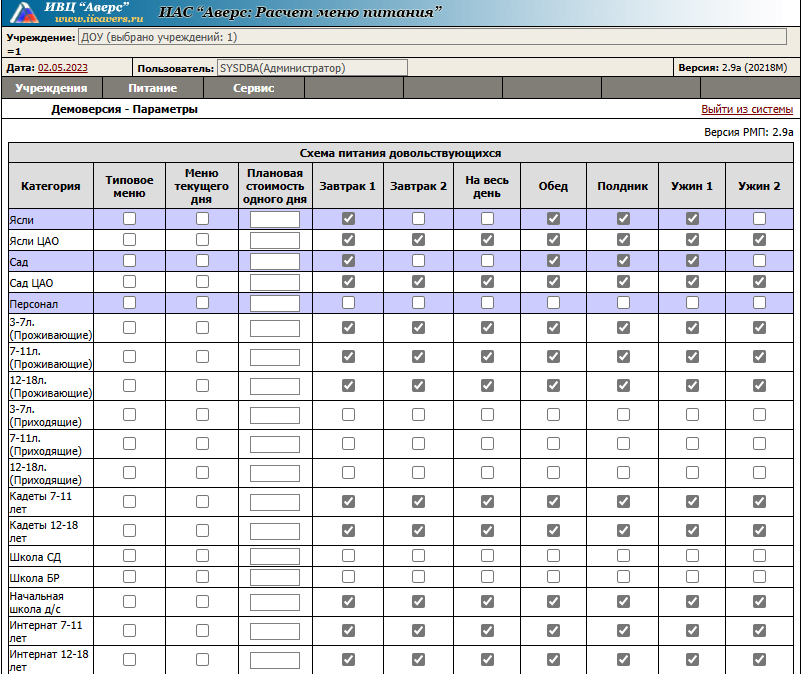 ИВЦ “Аверс”
www.iicavers.ru
ИАС “Аверс: Расчет меню питания”
Учреждение: ДОУ (выбрано учреждений: 1)
=1
Дата: 02.05.2023 Пользователь: SYSDBA(Администратор) Версия: 2.9a (20218M)
Учреждения Питание Сервис
Демоверсия - Параметры Выйти из системы
Версия РМП: 2.9a
Схема питания довольствующихся
Категория Типовое меню Меню текущего дня Плановая стоимость одного дня Завтрак 1 Завтрак 2 На весь день Обед Полдник Ужин 1 Ужин 2
Ясли
Ясли ЦАО
Сад
Сад ЦАО
Персонал
3-7л.
(Проживающие)
7-11л.
(Проживающие)
12-18л.
(Проживающие)
3-7л.
(Приходящие)
7-11л.
(Приходящие)
12-18л.
(Приходящие)
Кадеты 7-11
лет
Кадеты 12-18
лет
Школа СД
Школа БР
Начальная
школа д/с
Интернат 7-11
лет
Интернат 12-18
лет